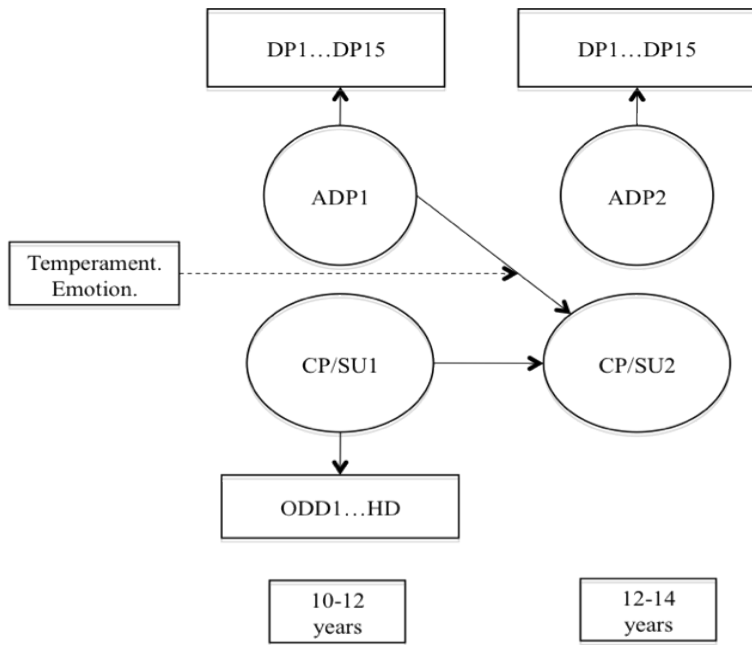 DP1…DP15
DP1…DP15
ADP1
ADP2
Temperament.
Emotion.
CP/SU1
CP/SU2
ODD1…HD
10-12
years
12-14
years